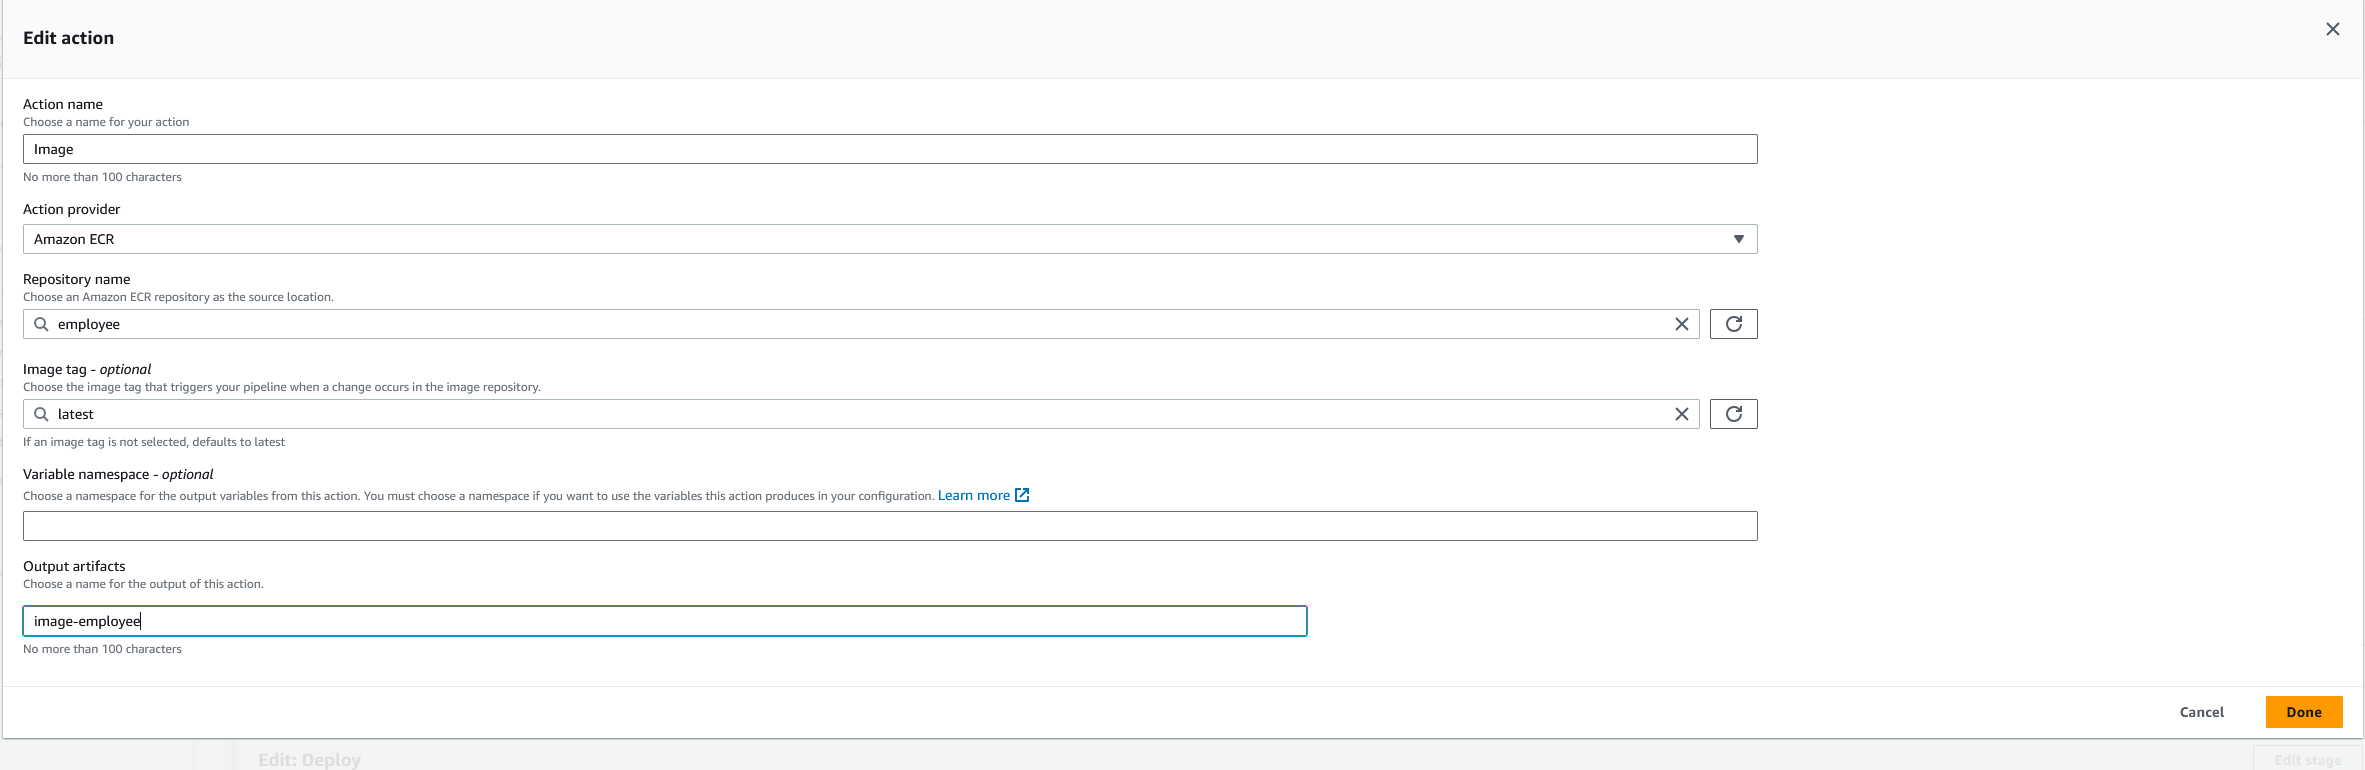 Edit action
Action name
Choose a name for your action
Image
No more than 100 characters
Action provider
Amazon ECR
Repository name
Choose an Amazon ECR repository as the source location.
employee
Image tag - optional
Choose the image tag that triggers your pipeline when a change occurs in the image repository.
latest
If an image tag is not selected, defaults to latest
Variable namespace - optional
Choose a namespace for the output variables from this action. You must choose a namespace if you want to use the variables this action produces in your configuration. Learn more
Output artifacts
Choose a name for the output of this action.
image-employee
No more than 100 characters
Cancel
Done
Edit: Deploy
Edit stage